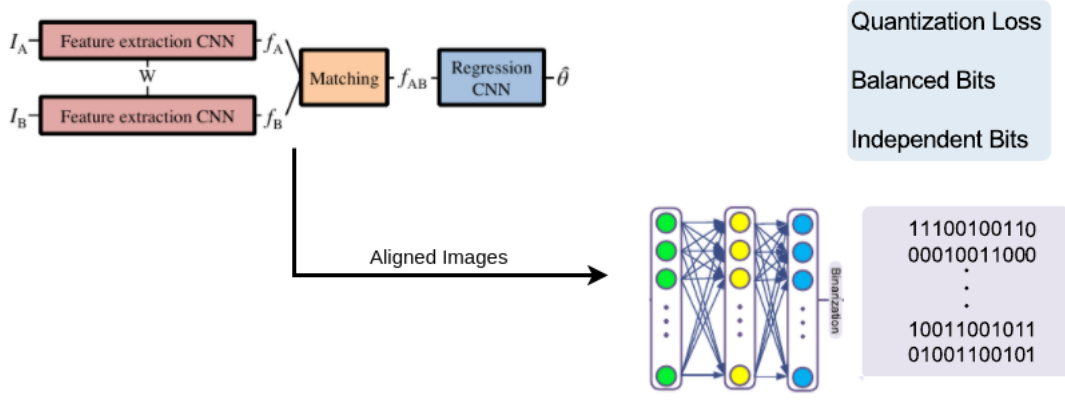 I_A
Feature extraction CNN
f_A
W
I_B
Feature extraction CNN
f_B
Matching
f_AB
Regression
CNN
θ̂
Quantization Loss
Balanced Bits
Independent Bits
Aligned Images
Binarization
11100100110
00010011000
10011001011
01001100101